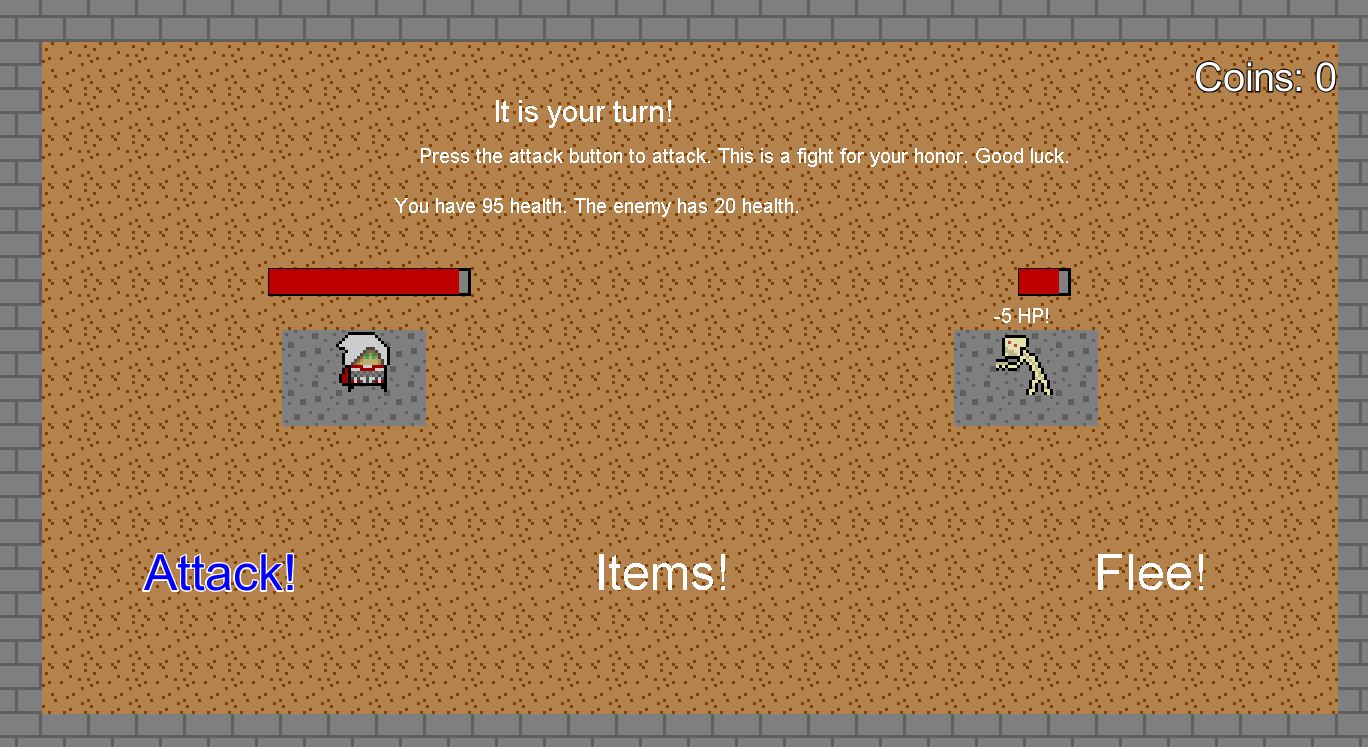 Coins: 0
It is your turn!
Press the attack button to attack. This is a fight for your honor. Good luck.
You have 95 health. The enemy has 20 health.
-5 HP!
Attack!
Items!
Flee!